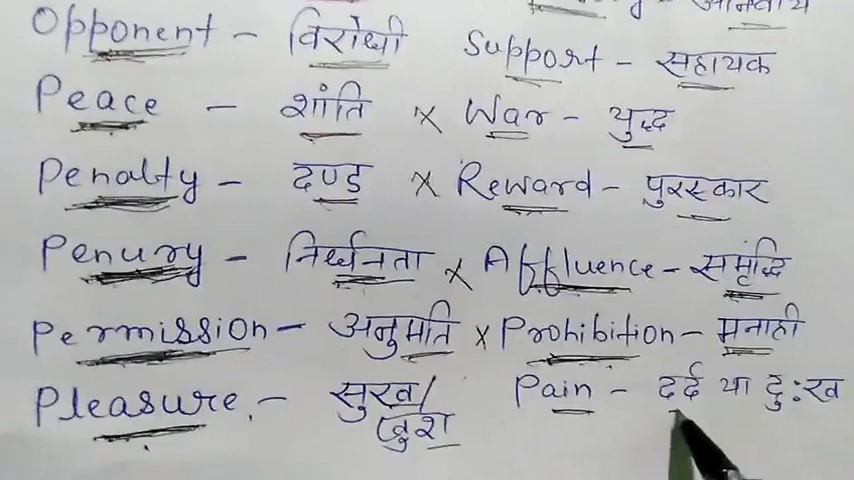 Opponent - विरोधी Support - सहायक
Peace - शांति × War - युद्ध
Penalty - दण्ड × Reward - पुरस्कार
Penury - निर्धनता × Affluence - समृद्धि
Permission - अनुमति × Prohibition - मनाही
Pleasure - सुख/ Pain - दर्द या दु:ख
खुश